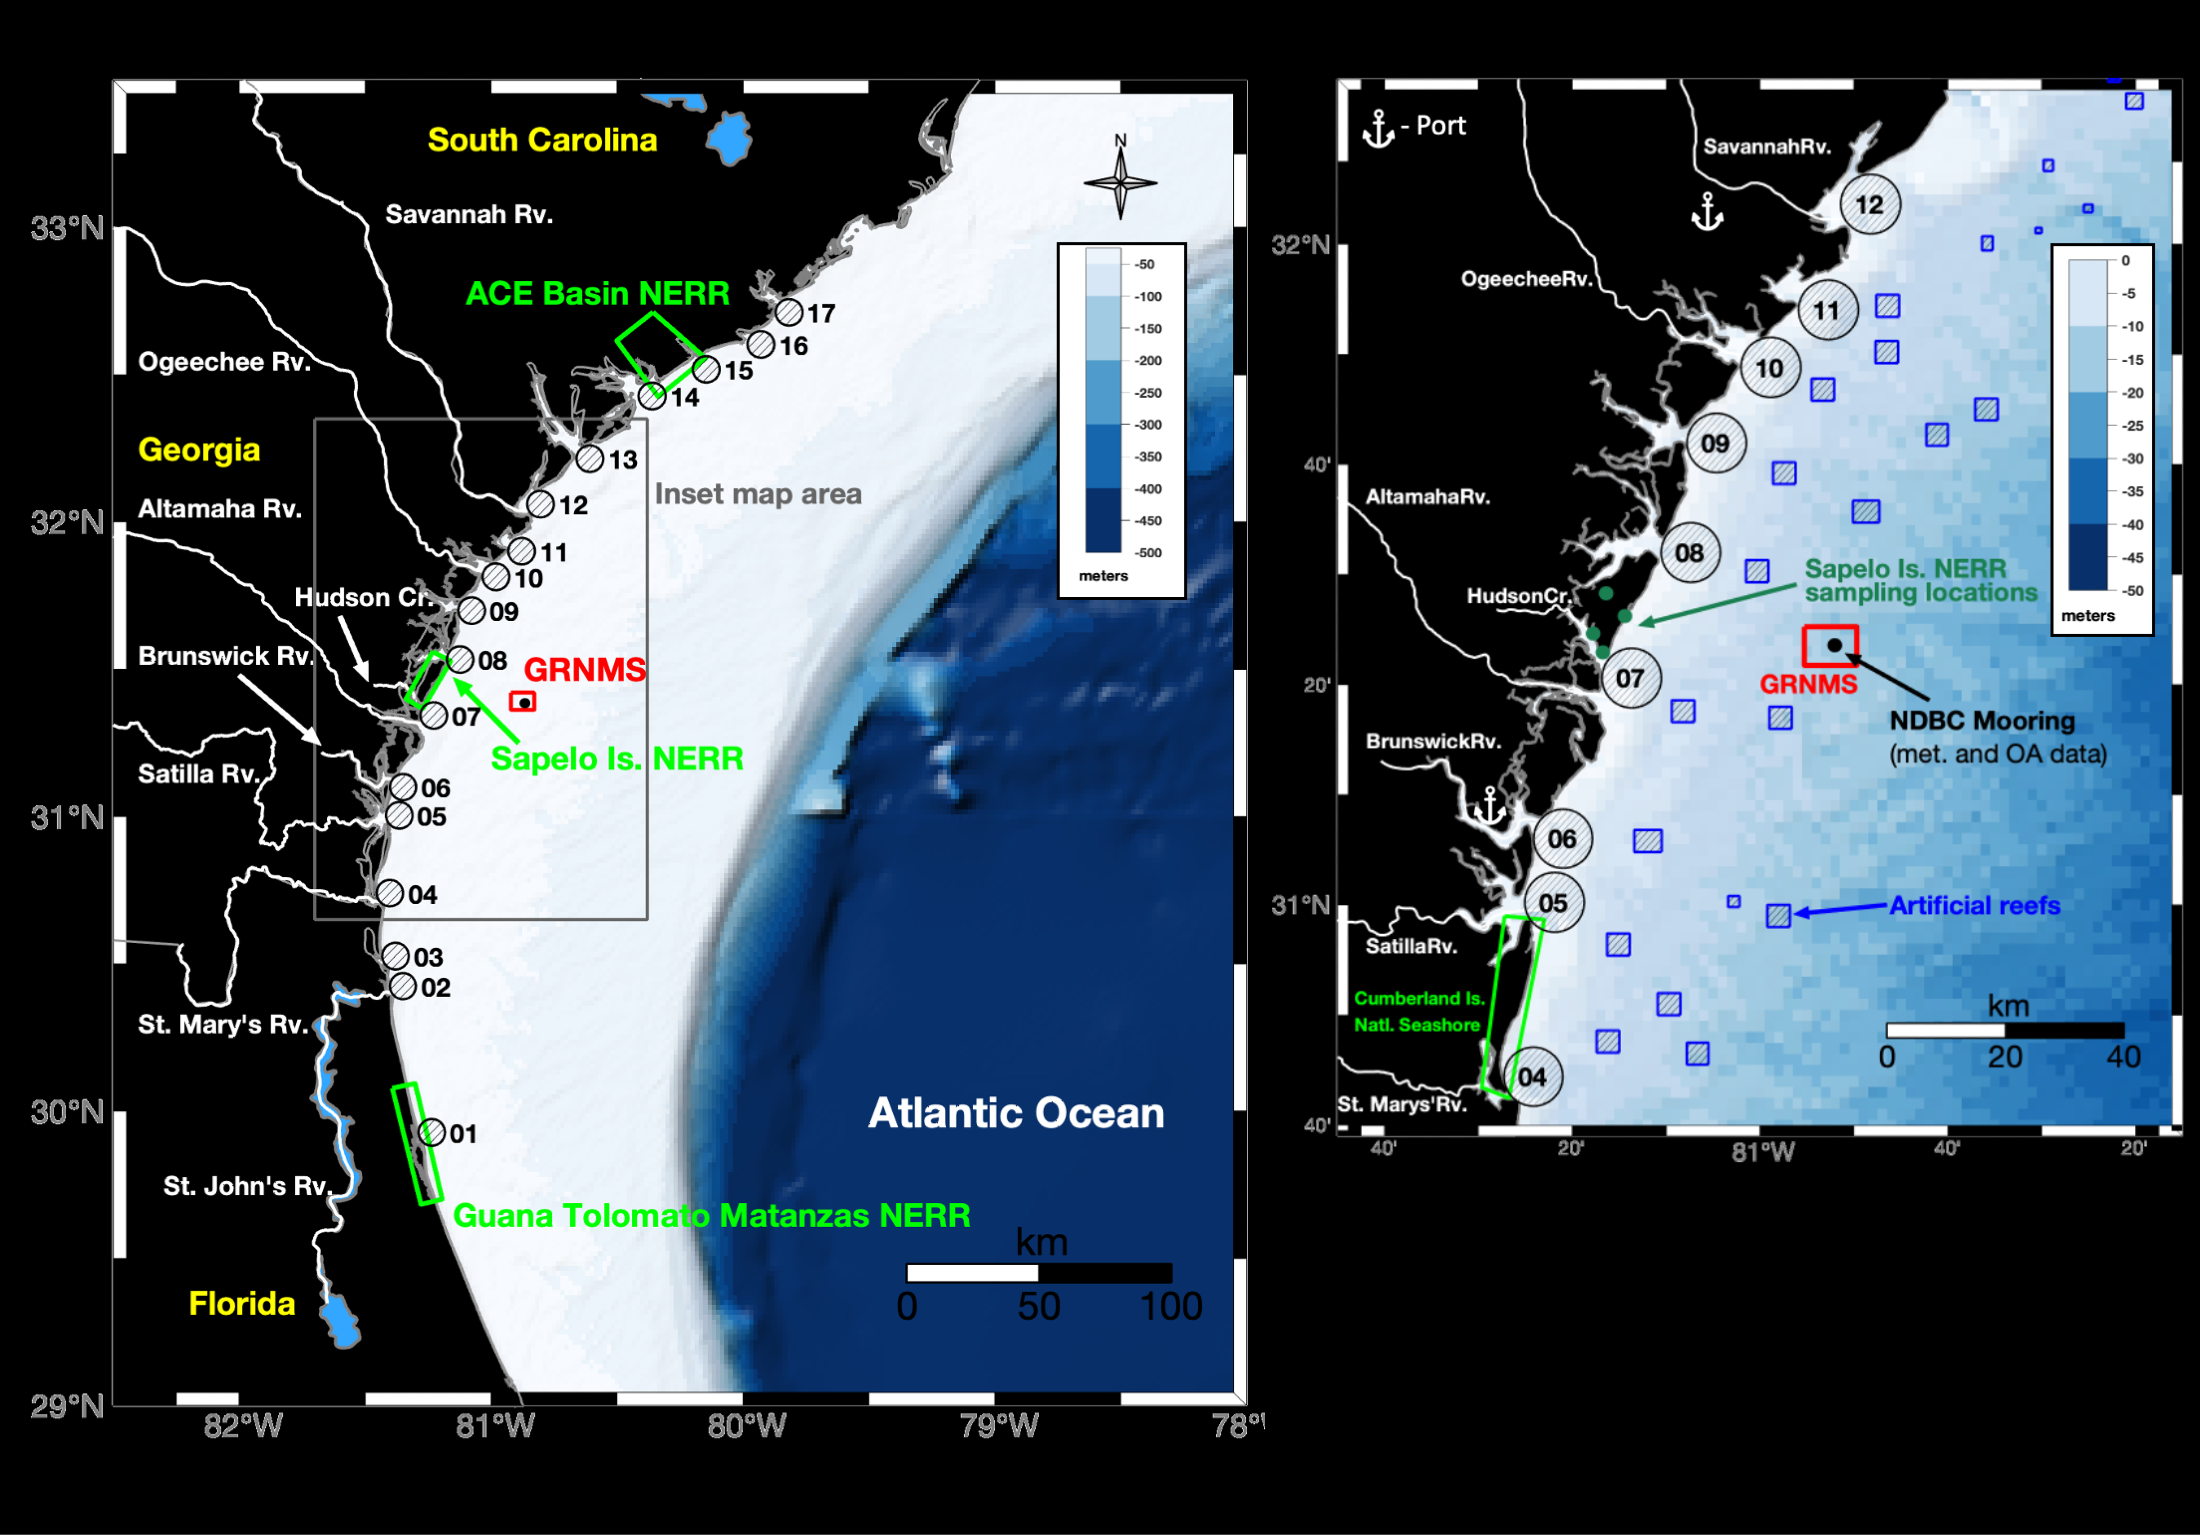 South Carolina
N
33°N
Savannah Rv.
ACE Basin NERR
-50
-100
-150
-200
-250
-300
-350
-400
-450
-500
meters
17
16
15
14
Ogeechee Rv.
Georgia
13
Inset map area
Altamaha Rv.
32°N
12
11
10
Hudson Cr.
09
Brunswick Rv.
08
GRNMS
07
Sapelo Is. NERR
Satilla Rv.
06
31°N
05
04
03
02
St. Mary's Rv.
30°N
01
Atlantic Ocean
St. John's Rv.
Guana Tolomato Matanzas NERR
km
0
50
100
Florida
29°N
82°W
81°W
80°W
79°W
78°
- Port
SavannahRv.
12
32°N
OgeecheeRv.
11
10
0
-5
-10
-15
-20
-25
-30
-35
-40
-45
-50
meters
09
40'
AltamahaRv.
08
Sapelo Is. NERR
sampling locations
HudsonCr.
07
20'
GRNMS
NDBC Mooring
(met. and OA data)
BrunswickRv.
06
05
31°N
Artificial reefs
SatillaRv.
Cumberland Is.
Natl. Seashore
km
0
20
40
04
St. Marys'Rv.
40'
40'
20'
81°W
40'
20'